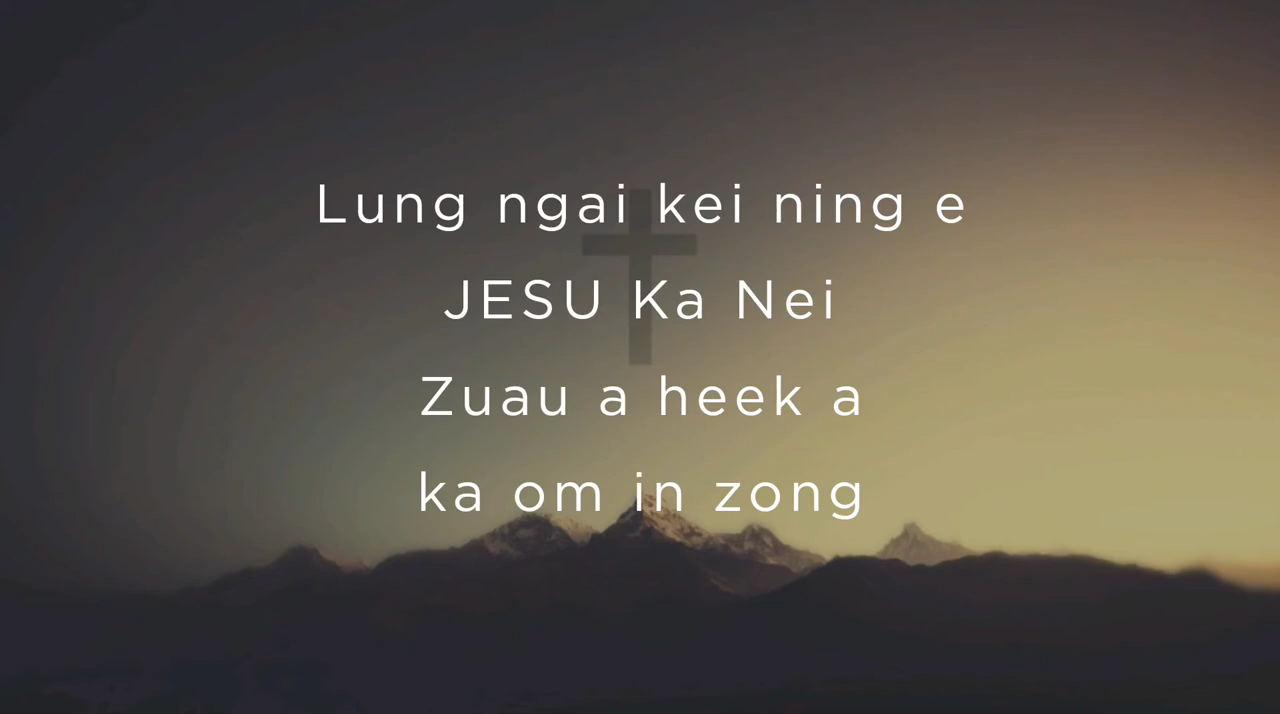 Lung ngai kei ning e
JESU Ka Nei
Zuau a heek a
ka om in zong